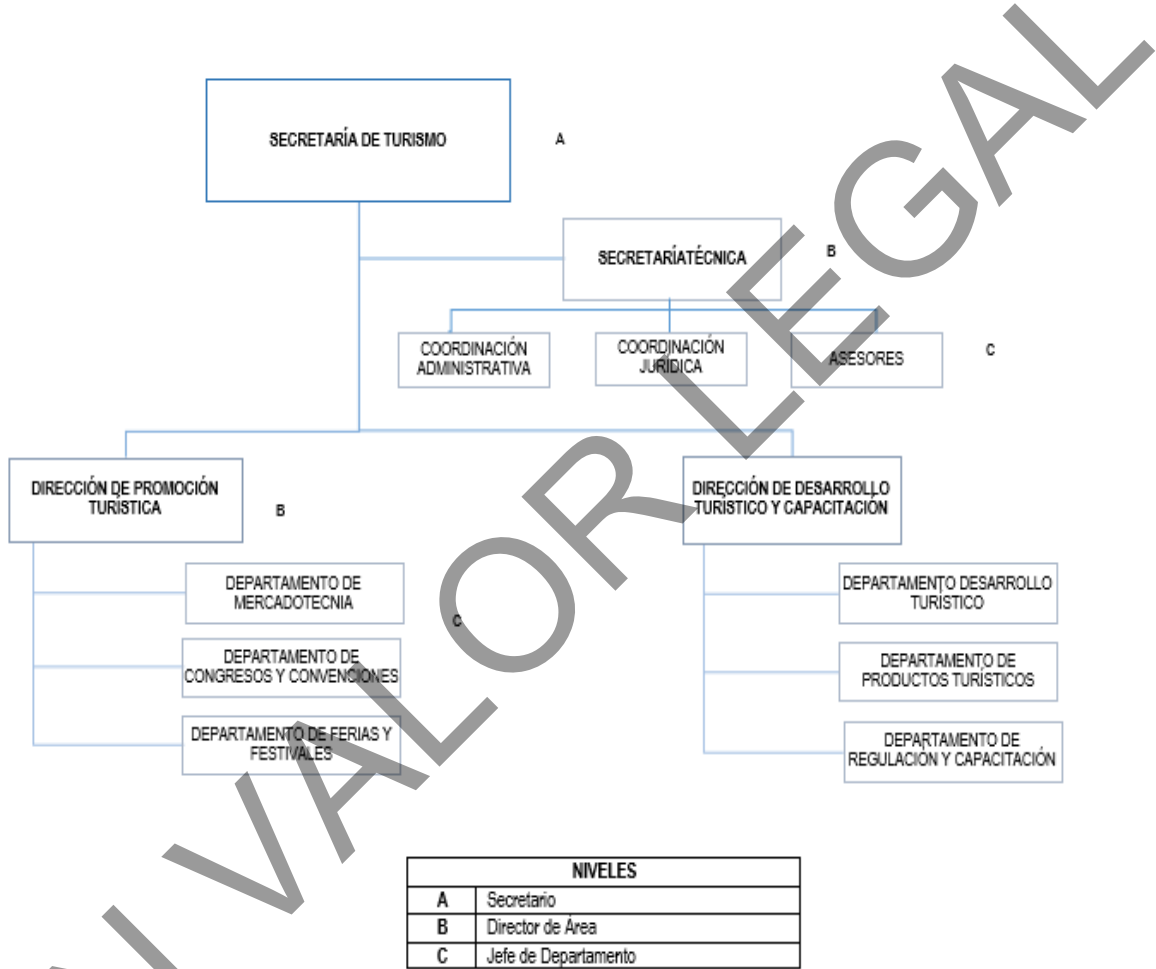 SECRETARÍA DE TURISMO
A
SECRETARÍATÉCNICA
B
COORDINACIÓN
ADMINISTRATIVA
COORDINACIÓN
JURÍDICA
ASESORES
C
DIRECCIÓN DE PROMOCIÓN
TURÍSTICA
B
DIRECCIÓN DE DESARROLLO
TURÍSTICO Y CAPACITACIÓN
DEPARTAMENTO DE
MERCADOTECNIA
C
DEPARTAMENTO DE
CONGRESOS Y CONVENCIONES
DEPARTAMENTO DE FERIAS Y
FESTIVALES
DEPARTAMENTO DESARROLLO
TURÍSTICO
DEPARTAMENTO DE
PRODUCTOS TURÍSTICOS
DEPARTAMENTO DE
REGULACIÓN Y CAPACITACIÓN
NIVELES
A Secretario
B Director de Área
C Jefe de Departamento
VALOR LEGAL